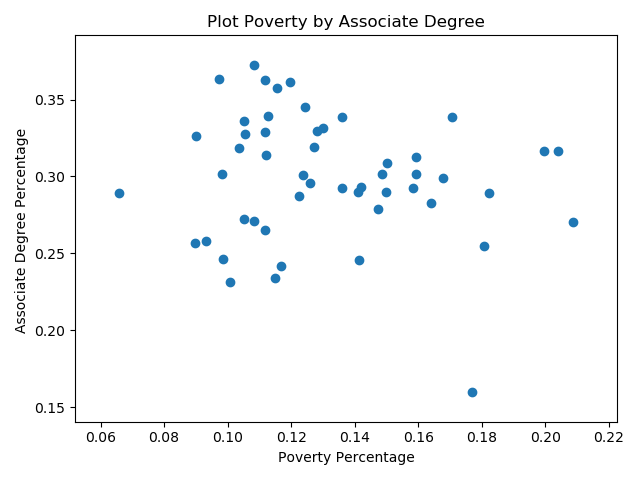 Plot Poverty by Associate Degree
0.35
0.30
0.25
0.20
0.15
Associate Degree Percentage
0.06 0.08 0.10 0.12 0.14 0.16 0.18 0.20 0.22
Poverty Percentage